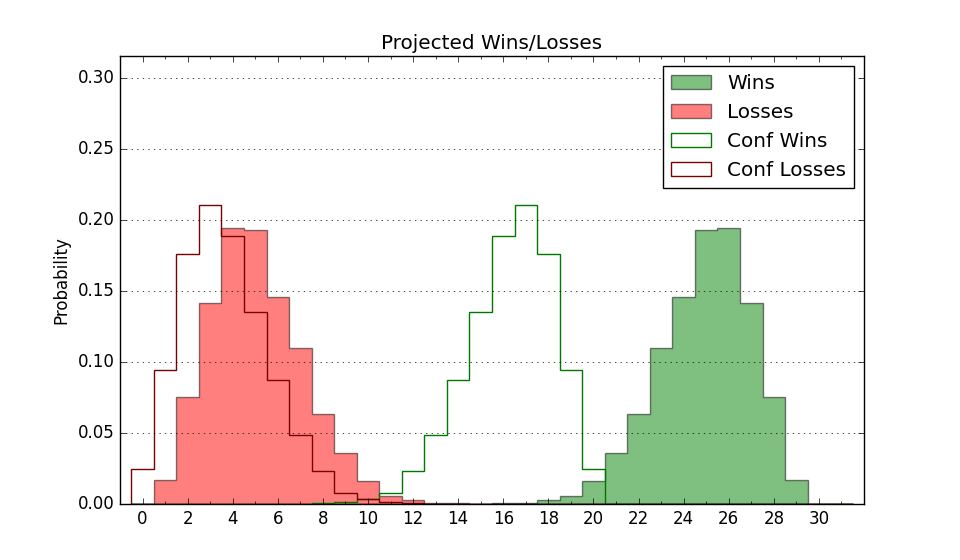 Projected Wins/Losses
0.30
0.25
0.20
0.15
0.10
0.05
0.00
Probability
Wins
Losses
Conf Wins
Conf Losses
0 2 4 6 8 10 12 14 16 18 20 22 24 26 28 30